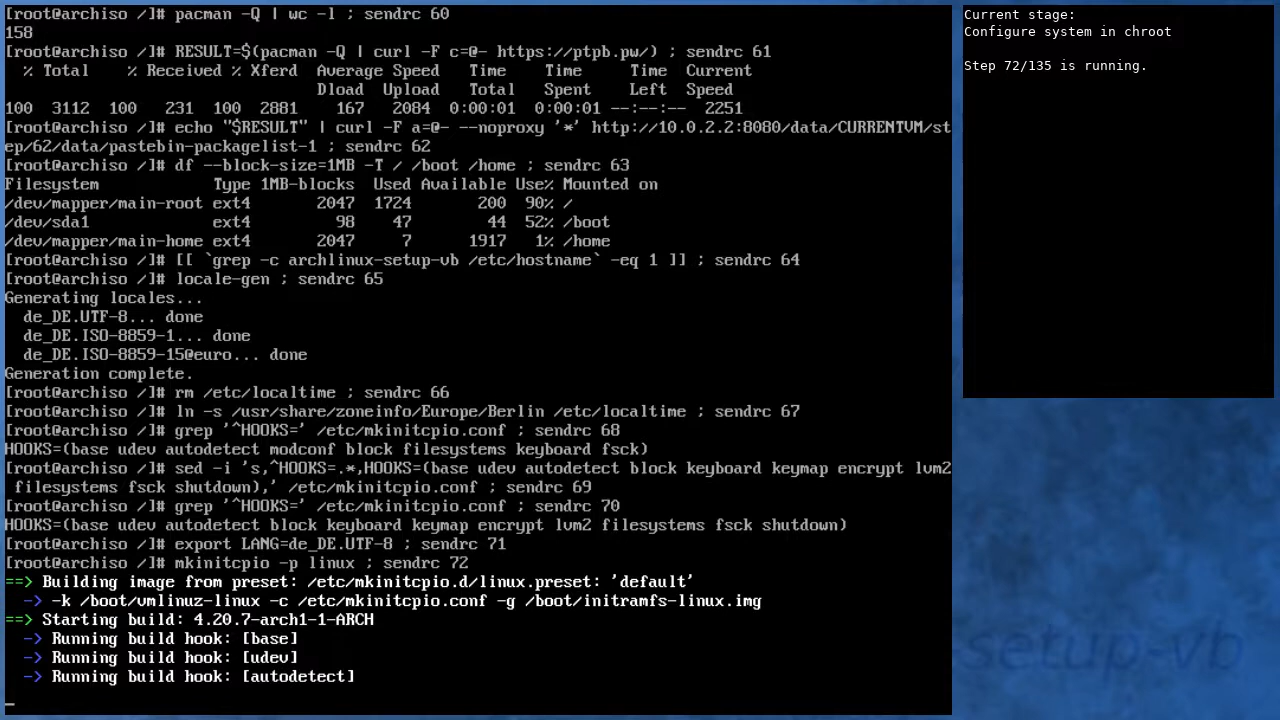 [root@archiso /]# pacman -Q | wc -l ; sendrc 60
158
[root@archiso /]# RESULT=$(pacman -Q | curl -F c=@- https://ptpb.pw/) ; sendrc 61
  % Total    % Received % Xferd  Average Speed   Time    Time     Time  Current
                                 Dload  Upload   Total   Spent    Left  Speed
100  3112  100   231  100  2881    167   2084  0:00:01  0:00:01 --:--:--  2251
[root@archiso /]# echo "$RESULT" | curl -F a=@- --noproxy '*' http://10.0.2.2:8080/data/CURRENTVM/st
ep/62/data/pastebin-packagelist-1 ; sendrc 62
[root@archiso /]# df --block-size=1MB -T / /boot /home ; sendrc 63
Filesystem            Type 1MB-blocks  Used Available Use% Mounted on
/dev/mapper/main-root ext4       2047  1724       200  90% /
/dev/sda1             ext4         98    47        44  52% /boot
/dev/mapper/main-home ext4       2047     7      1917   1% /home
[root@archiso /]# [[ `grep -c archlinux-setup-vb /etc/hostname` -eq 1 ]] ; sendrc 64
[root@archiso /]# locale-gen ; sendrc 65
Generating locales...
  de_DE.UTF-8... done
  de_DE.ISO-8859-1... done
  de_DE.ISO-8859-15@euro... done
Generation complete.
[root@archiso /]# rm /etc/localtime ; sendrc 66
[root@archiso /]# ln -s /usr/share/zoneinfo/Europe/Berlin /etc/localtime ; sendrc 67
[root@archiso /]# grep '^HOOKS=' /etc/mkinitcpio.conf ; sendrc 68
HOOKS=(base udev autodetect modconf block filesystems keyboard fsck)
[root@archiso /]# sed -i 's,^HOOKS=.*,HOOKS=(base udev autodetect block keyboard keymap encrypt lvm2
 filesystems fsck shutdown),' /etc/mkinitcpio.conf ; sendrc 69
[root@archiso /]# grep '^HOOKS=' /etc/mkinitcpio.conf ; sendrc 70
HOOKS=(base udev autodetect block keyboard keymap encrypt lvm2 filesystems fsck shutdown)
[root@archiso /]# export LANG=de_DE.UTF-8 ; sendrc 71
[root@archiso /]# mkinitcpio -p linux ; sendrc 72
==> Building image from preset: /etc/mkinitcpio.d/linux.preset: 'default'
  -> -k /boot/vmlinuz-linux -c /etc/mkinitcpio.conf -g /boot/initramfs-linux.img
==> Starting build: 4.20.7-arch1-1-ARCH
  -> Running build hook: [base]
  -> Running build hook: [udev]
  -> Running build hook: [autodetect]
_
Current stage:
Configure system in chroot
Step 72/135 is running.
setup-vb